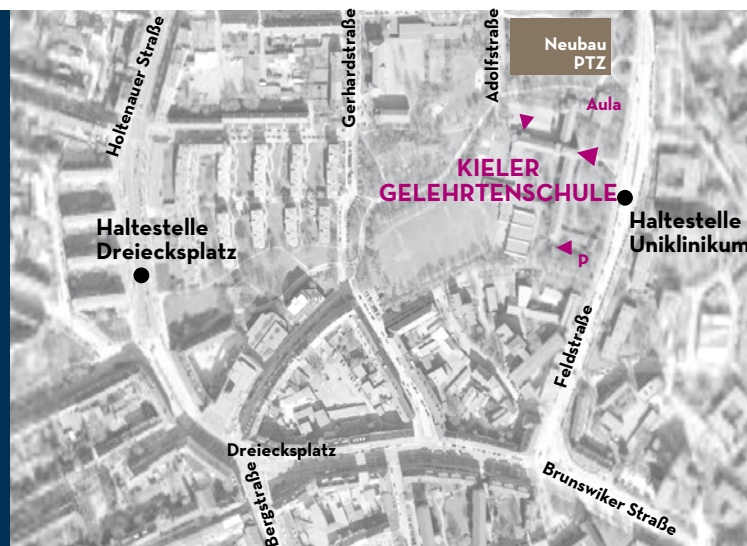 Holtenauer Straße
Gerhardstraße
Adolfstraße
Neubau
PTZ
Aula
KIELER
GELEHRTENSCHULE
Haltestelle
Dreiecksplatz
Haltestelle
Uniklinikum
P
Feldstraße
Dreiecksplatz
Bergstraße
Brunswiker Straße